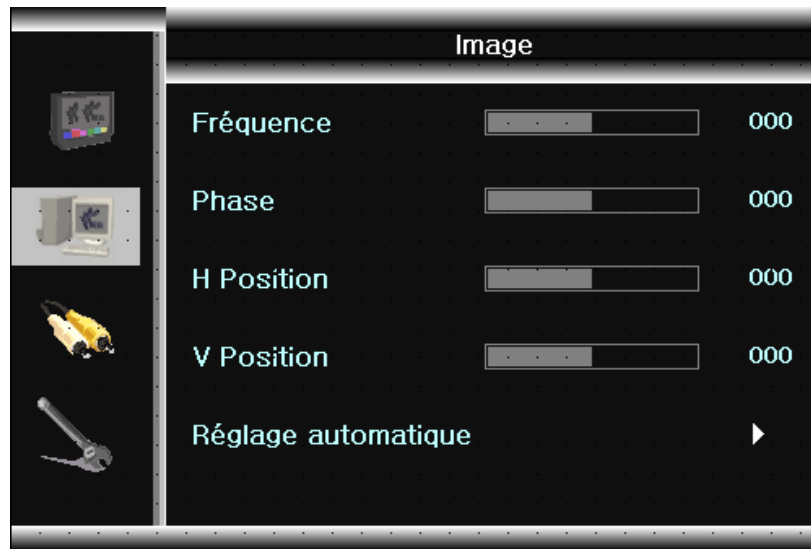 Image
Fréquence 000
Phase 000
H Position 000
V Position 000
Réglage automatique